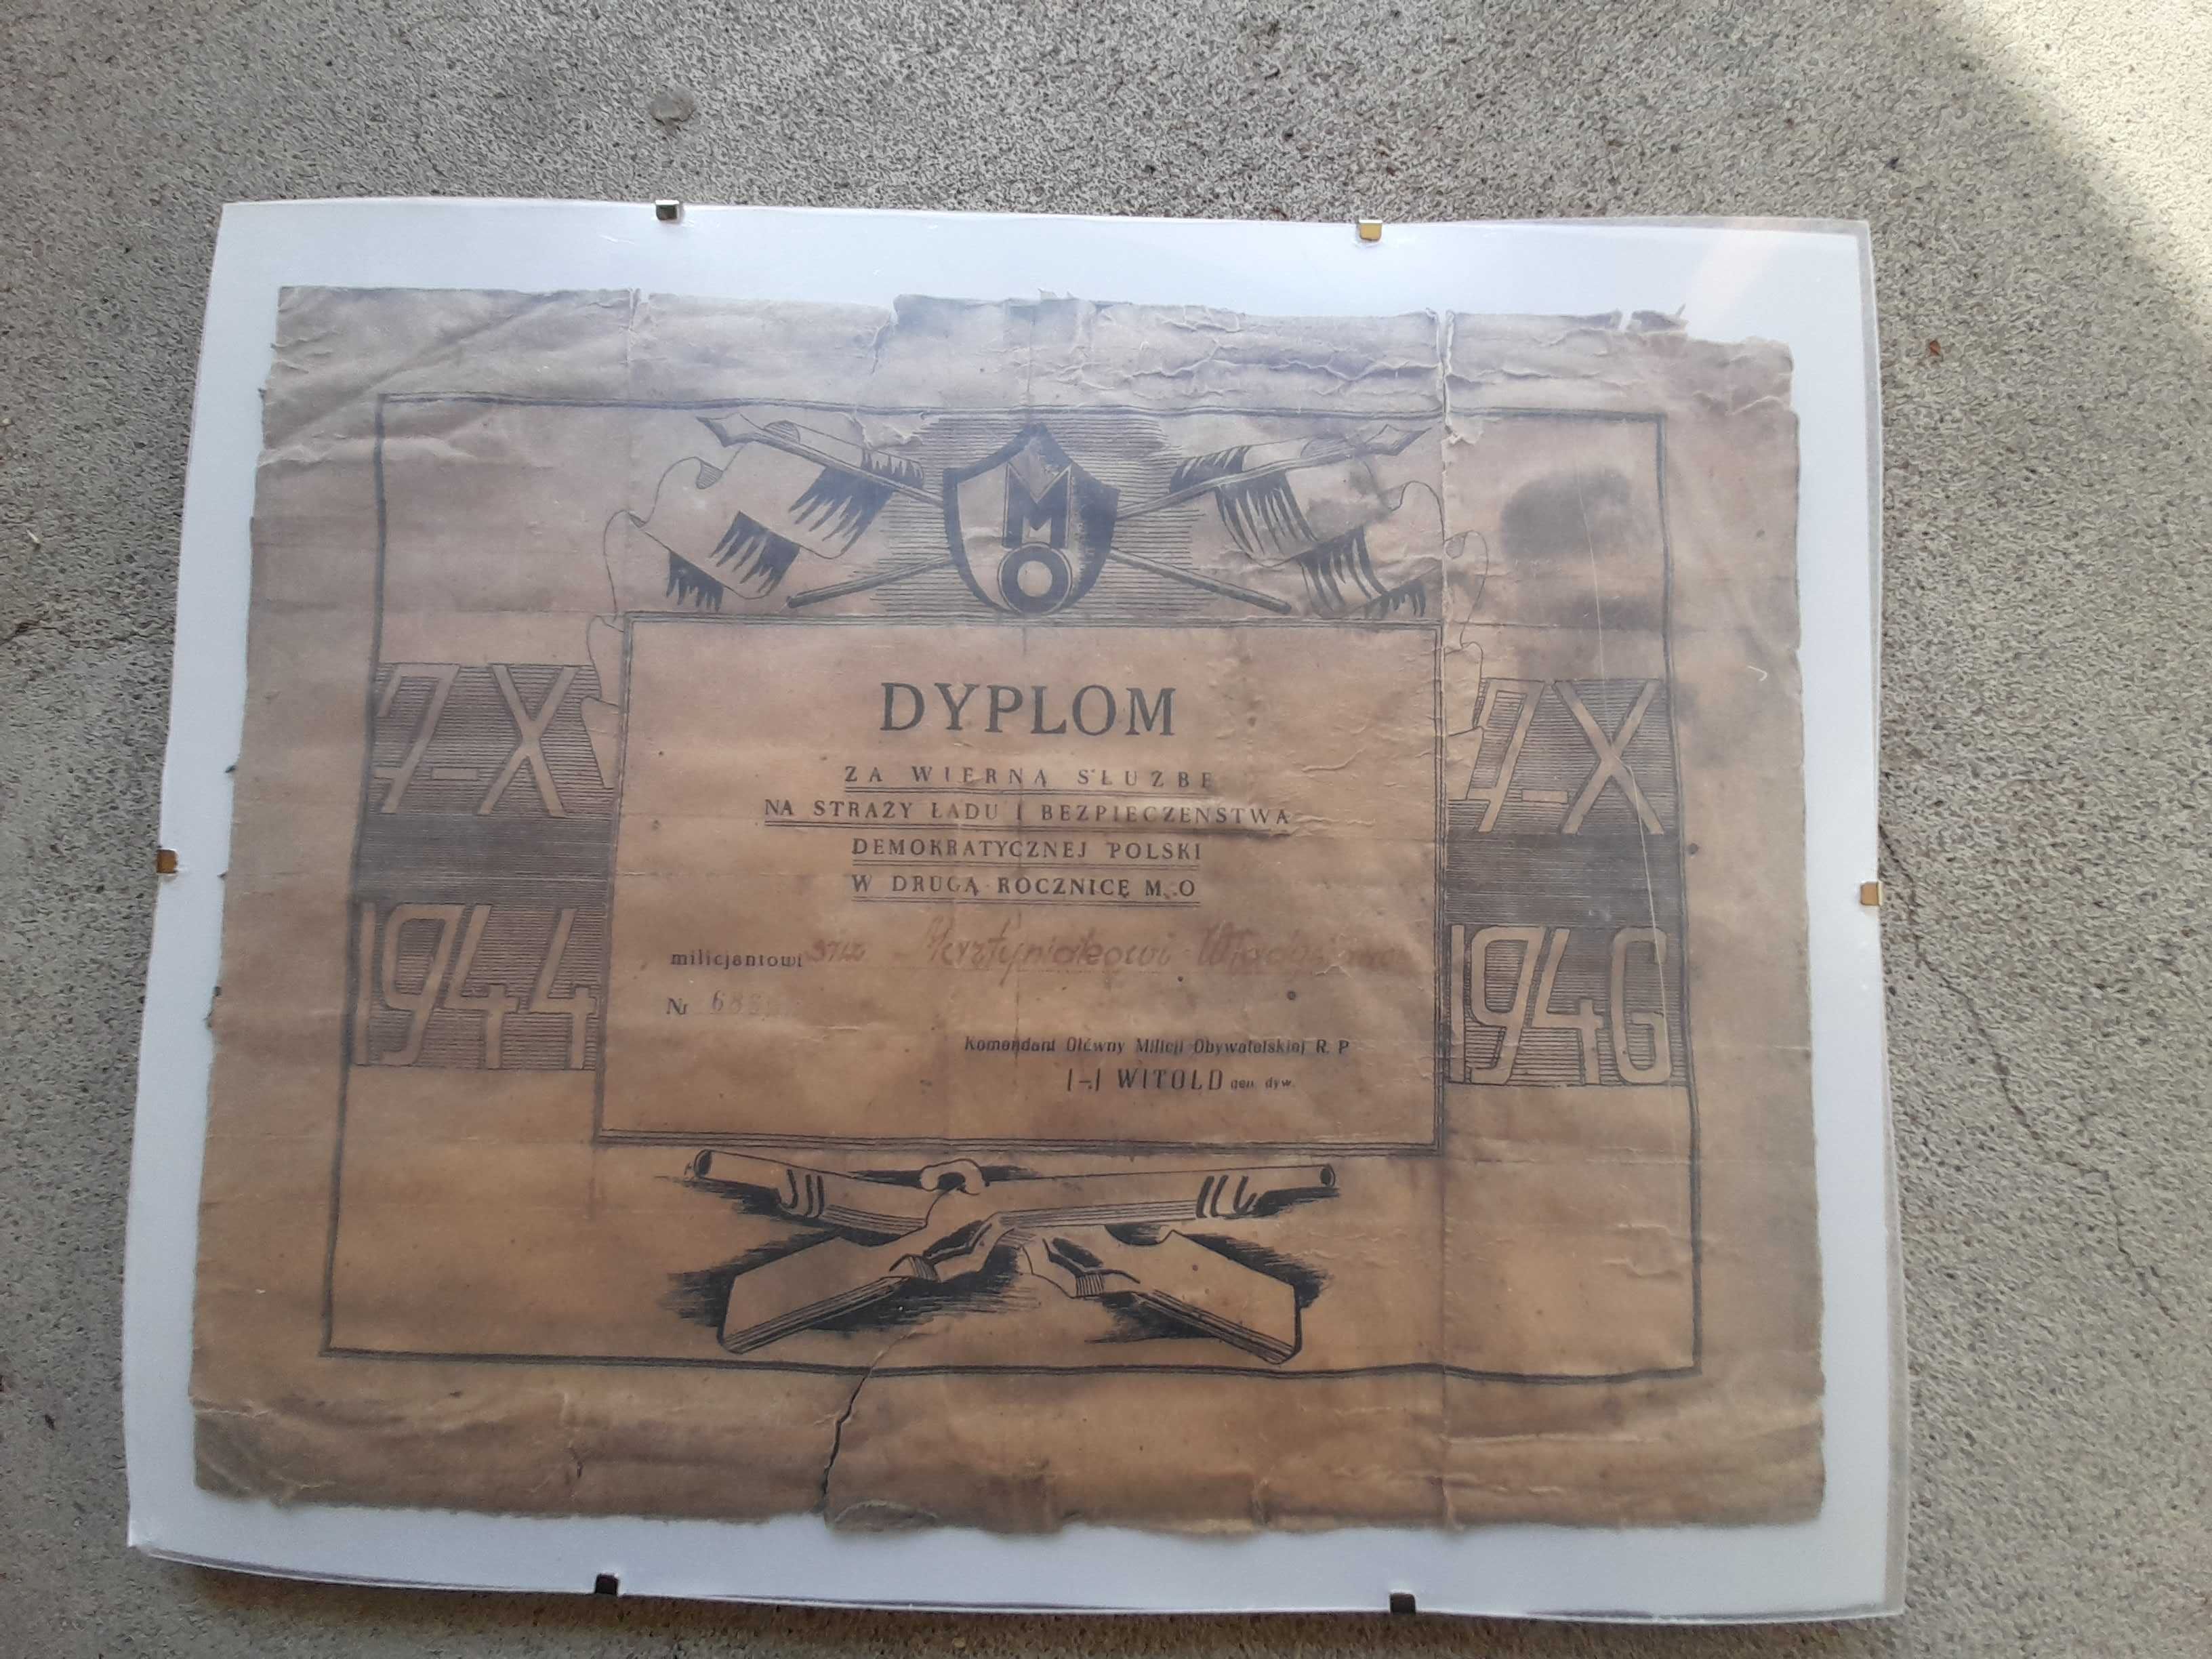 M
O
7-X
1944
7-X
1946
DYPLOM
ZA WIERNĄ SŁUŻBĘ
NA STRAŻY ŁADU I BEZPIECZEŃSTWA
DEMOKRATYCZNEJ POLSKI
W DRUGĄ ROCZNICĘ M.O
milicjantowi
Nr
Komendant Główny Milicji Obywatelskiej R. P
(-) WITOLD gen. dyw.